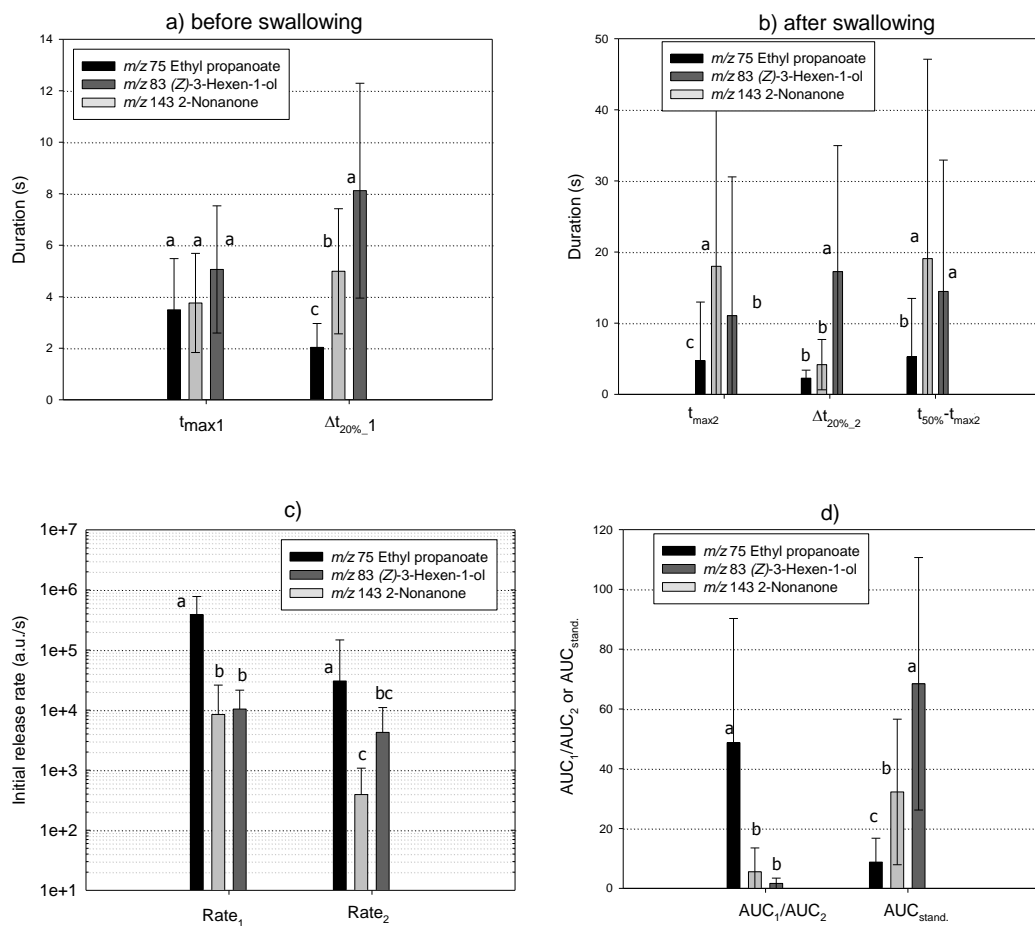 a) before swallowing
14
12
10
8
6
4
2
0
Duration (s)
m/z 75 Ethyl propanoate
m/z 83 (Z)-3-Hexen-1-ol
m/z 143 2-Nonanone
a
a
a
c
b
a
tmax1
Δt20%_1
b) after swallowing
50
40
30
20
10
0
Duration (s)
m/z 75 Ethyl propanoate
m/z 83 (Z)-3-Hexen-1-ol
m/z 143 2-Nonanone
c
a
b
b
b
a
b
a
a
tmax2
Δt20%_2
t50%-tmax2
c)
1e+7
1e+6
1e+5
1e+4
1e+3
1e+2
1e+1
Initial release rate (a.u./s)
m/z 75 Ethyl propanoate
m/z 83 (Z)-3-Hexen-1-ol
m/z 143 2-Nonanone
a
b
b
a
c
bc
Rate1
Rate2
d)
120
100
80
60
40
20
0
AUC1/AUC2 or AUCstand.
m/z 75 Ethyl propanoate
m/z 83 (Z)-3-Hexen-1-ol
m/z 143 2-Nonanone
a
b
b
c
b
a
AUC1/AUC2
AUCstand.